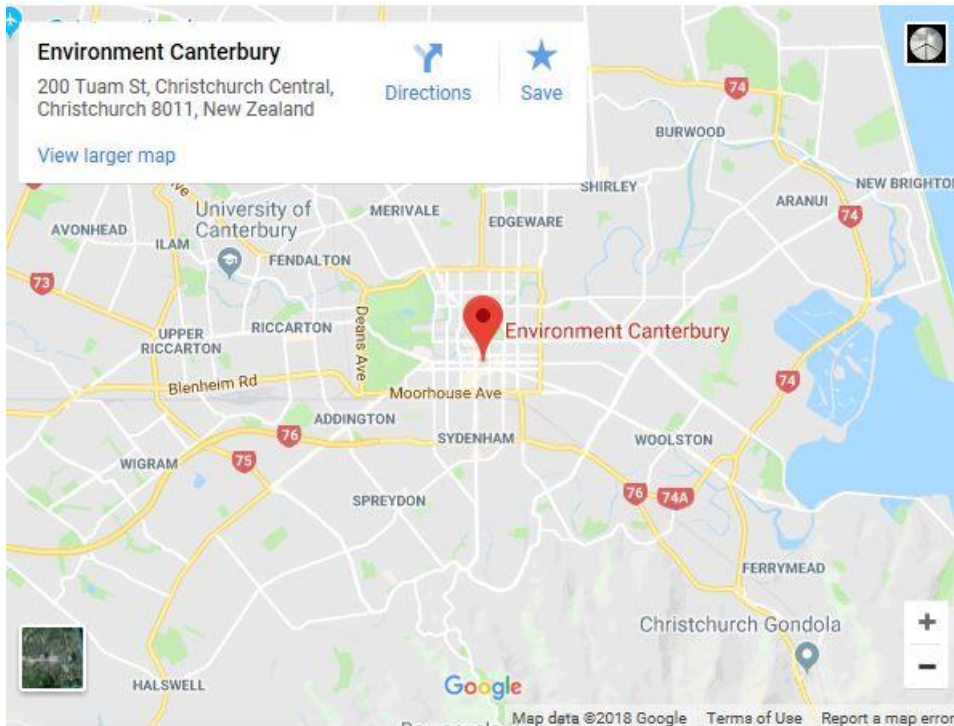 Environment Canterbury
200 Tuam St, Christchurch Central,
Christchurch 8011, New Zealand
View larger map
Directions
Save
74
BURWOOD
SHIRLEY
NEW BRIGHTON
ARANUI
74
University of
Canterbury
MERIVALE
EDGEWARE
AVONHEAD
ILAM
FENDALTON
73
Deans Ave
UPPER
RICCARTON
RICCARTON
Environment Canterbury
Blenheim Rd
Moorhouse Ave
74
ADDINGTON
76
SYDENHAM
WOOLSTON
WIGRAM
75
SPREYDON
76
74A
FERRYMEAD
Christchurch Gondola
+
−
HALSWELL
Google
Map data ©2018 Google
Terms of Use
Report a map error